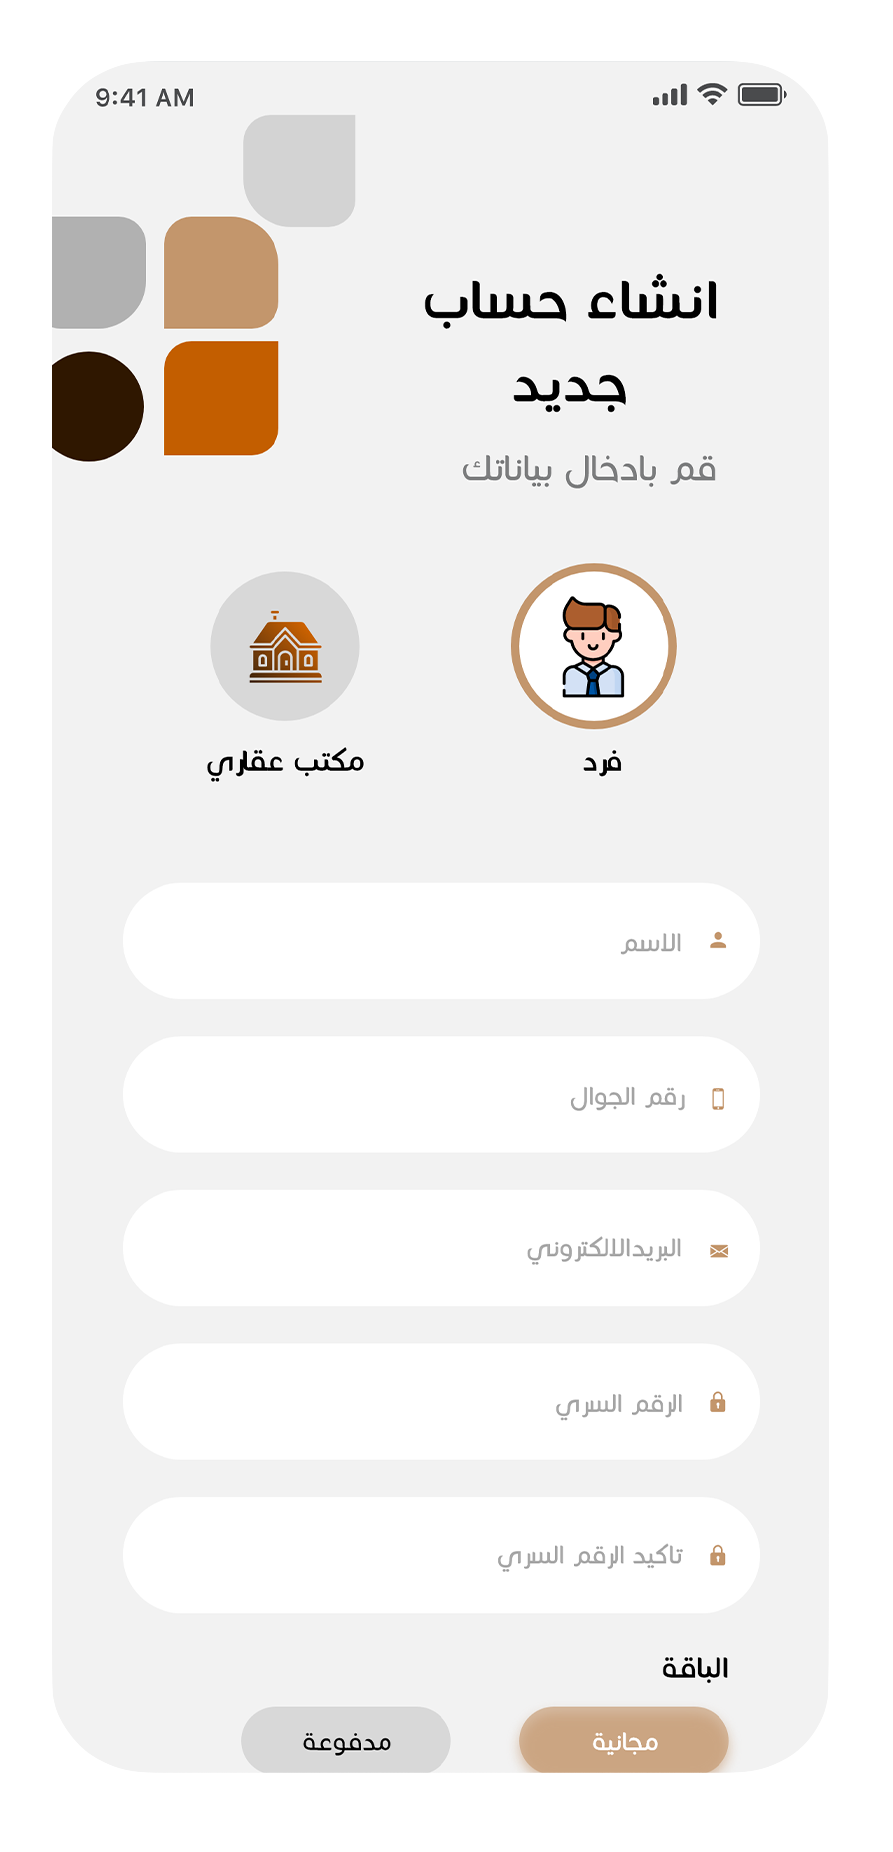 9:41 AM
انشاء حساب
جديد
قم بادخال بياناتك
فرد
مكتب عقاري
الاسم
رقم الجوال
البريدالالكتروني
الرقم السري
تاكيد الرقم السري
الباقة
مجانية
مدفوعة